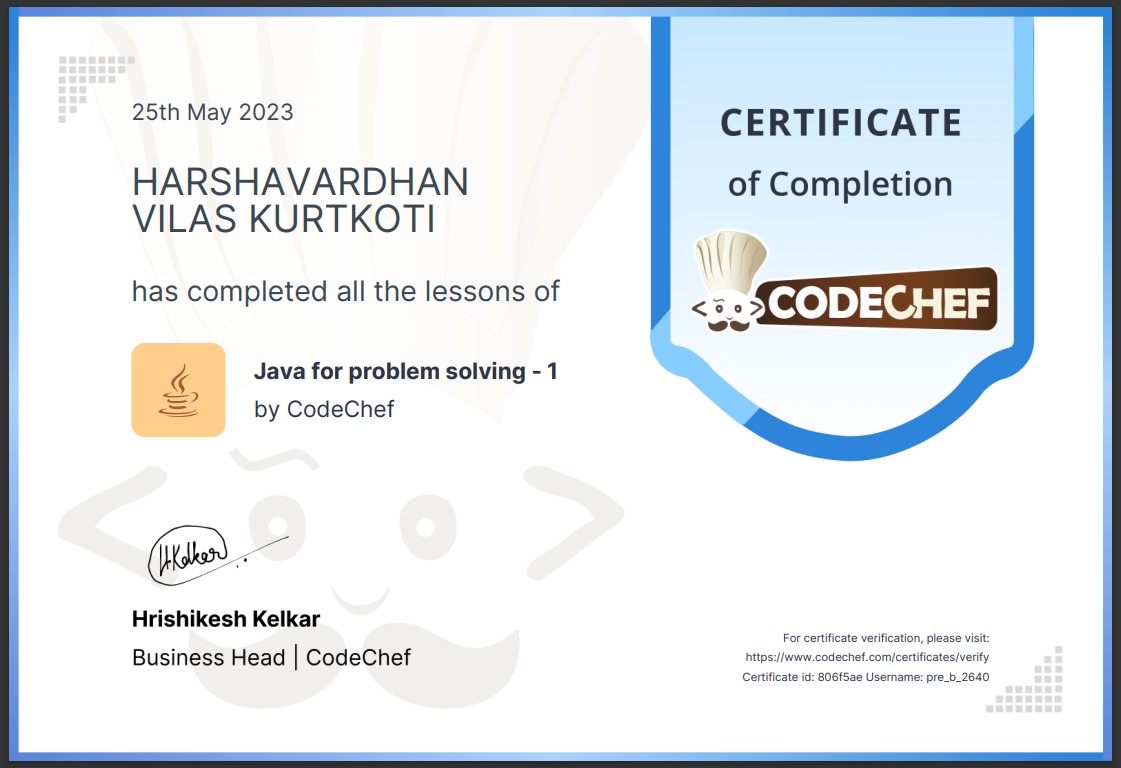 25th May 2023
HARSHAVARDHAN
VILAS KURTKOTI
has completed all the lessons of
Java for problem solving - 1
by CodeChef
H.Kelkar
Hrishikesh Kelkar
Business Head | CodeChef
CERTIFICATE
of Completion
CODECHEF
For certificate verification, please visit:
https://www.codechef.com/certificates/verify
Certificate id: 806f5ae Username: pre_b_2640